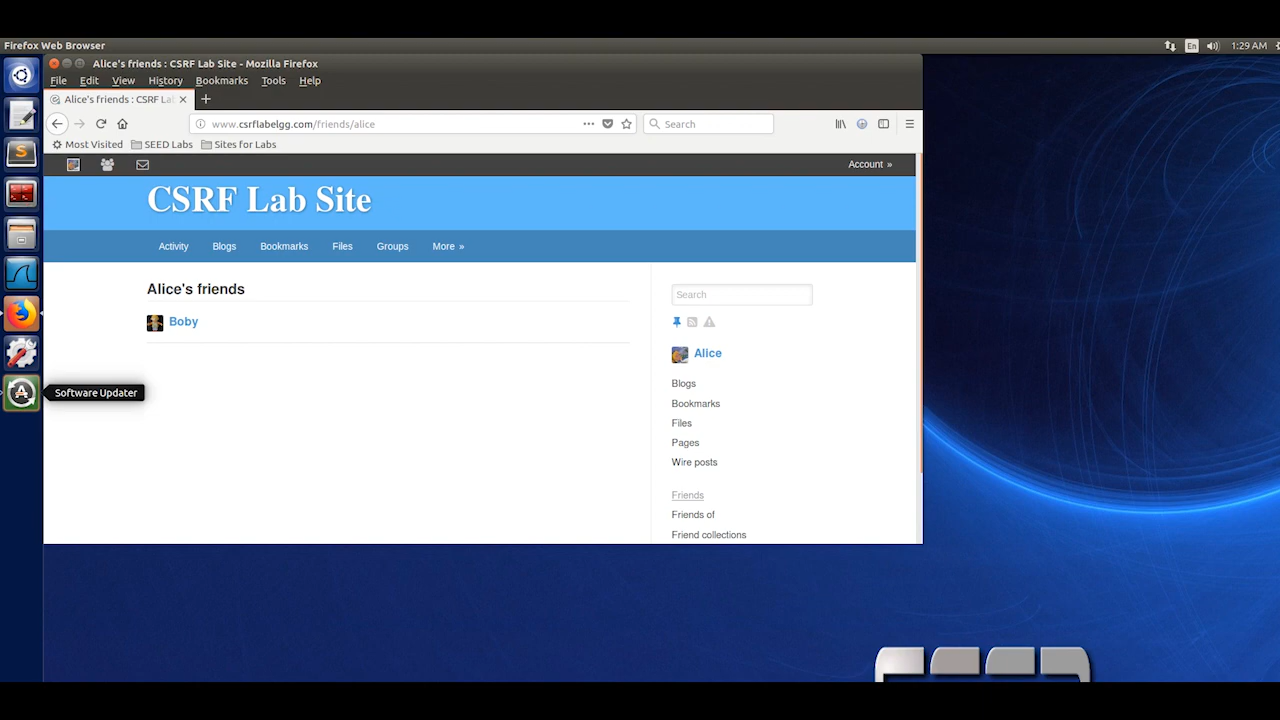 Firefox Web Browser
En
1:29 AM
Alice's friends : CSRF Lab Site - Mozilla Firefox
File Edit View History Bookmarks Tools Help
Alice's friends : CSRF La
www.csrflabelgg.com/friends/alice
Search
Most Visited SEED Labs Sites for Labs
Account »
CSRF Lab Site
Activity Blogs Bookmarks Files Groups More »
Alice's friends
Boby
Search
Alice
Blogs
Bookmarks
Files
Pages
Wire posts
Friends
Friends of
Friend collections
Software Updater